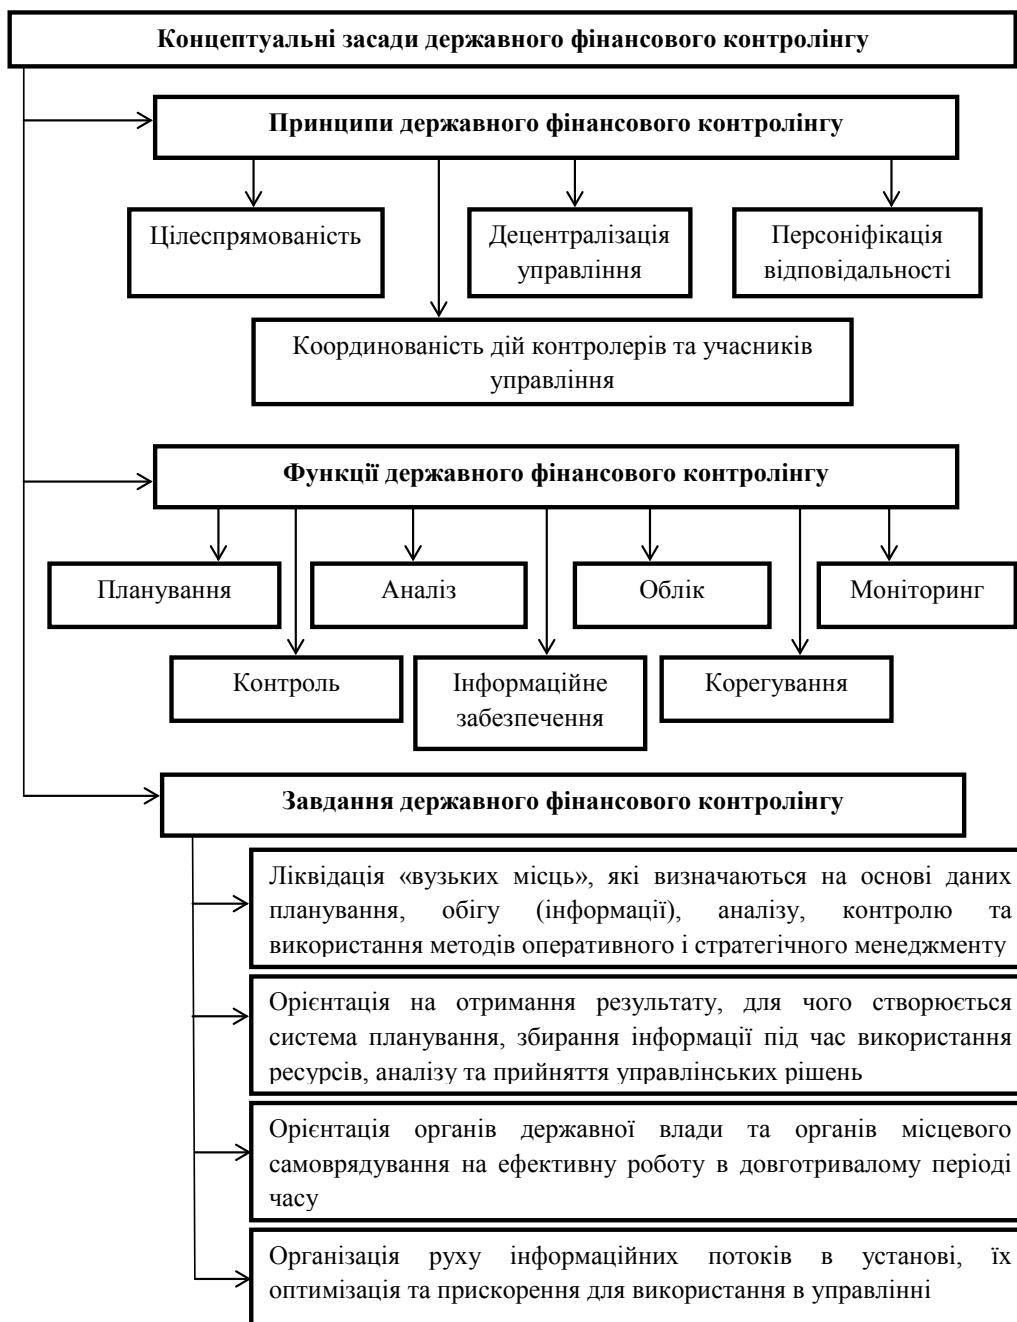 Концептуальні засади державного фінансового контролінгу
Принципи державного фінансового контролінгу
Цілеспрямованість
Децентралізація
управління
Персоніфікація
відповідальності
Координованість дій контролерів та учасників
управління
Функції державного фінансового контролінгу
Планування
Аналіз
Облік
Моніторинг
Контроль
Інформаційне
забезпечення
Корегування
Завдання державного фінансового контролінгу
Ліквідація «вузьких місць», які визначаються на основі даних
планування, обігу (інформації), аналізу, контролю та
використання методів оперативного і стратегічного менеджменту
Орієнтація на отримання результату, для чого створюється
система планування, збирання інформації під час використання
ресурсів, аналізу та прийняття управлінських рішень
Орієнтація органів державної влади та органів місцевого
самоврядування на ефективну роботу в довготривалому періоді
часу
Організація руху інформаційних потоків в установі, їх
оптимізація та прискорення для використання в управлінні